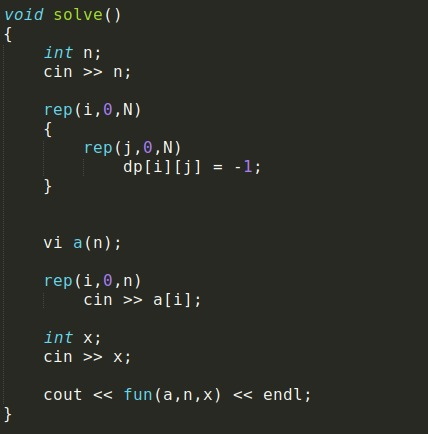 void solve()
{
    int n;
    cin >> n;
    rep(i,0,N)
    {
        rep(j,0,N)
            dp[i][j] = -1;
    }
    vi a(n);
    rep(i,0,n)
        cin >> a[i];
    int x;
    cin >> x;
    cout << fun(a,n,x) << endl;
}